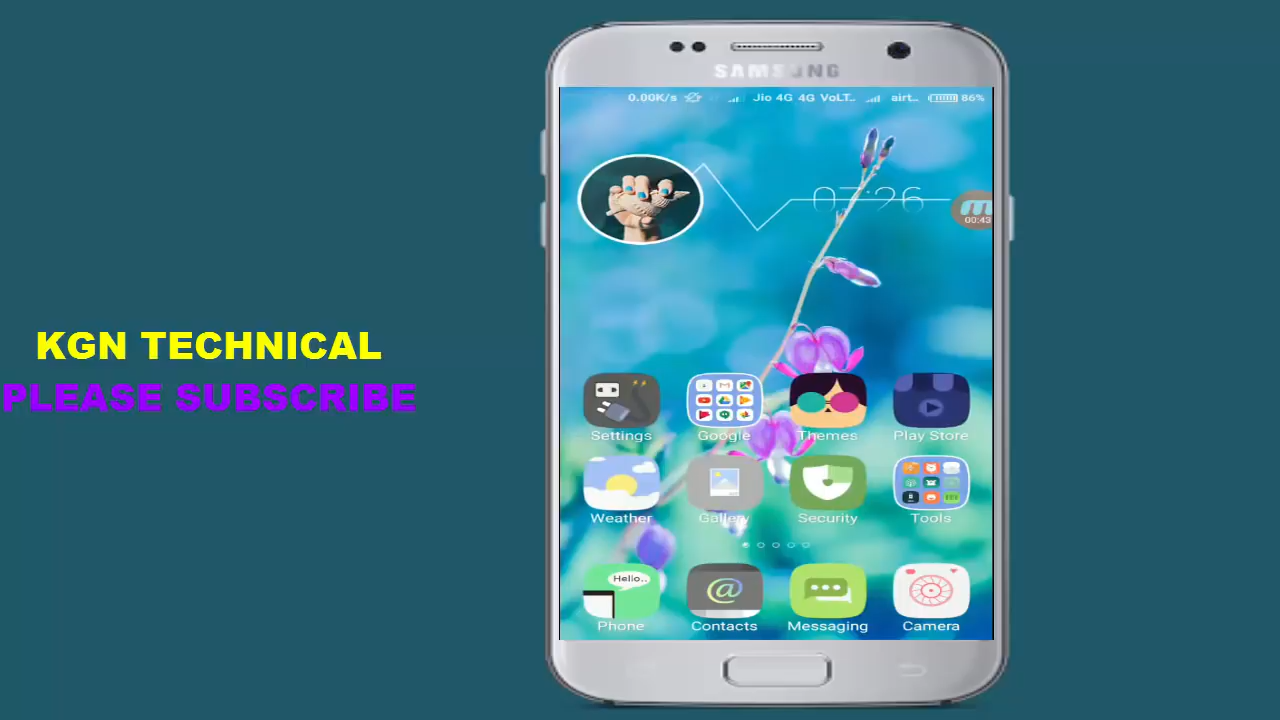 SAMSUNG
0.00K/s Jio 4G 4G VoLT.. airt.. 86%
07:26
00:43
KGN TECHNICAL
PLEASE SUBSCRIBE
Settings Google Themes Play Store
Weather Gallery Security Tools
Hello..
@
Phone Contacts Messaging Camera